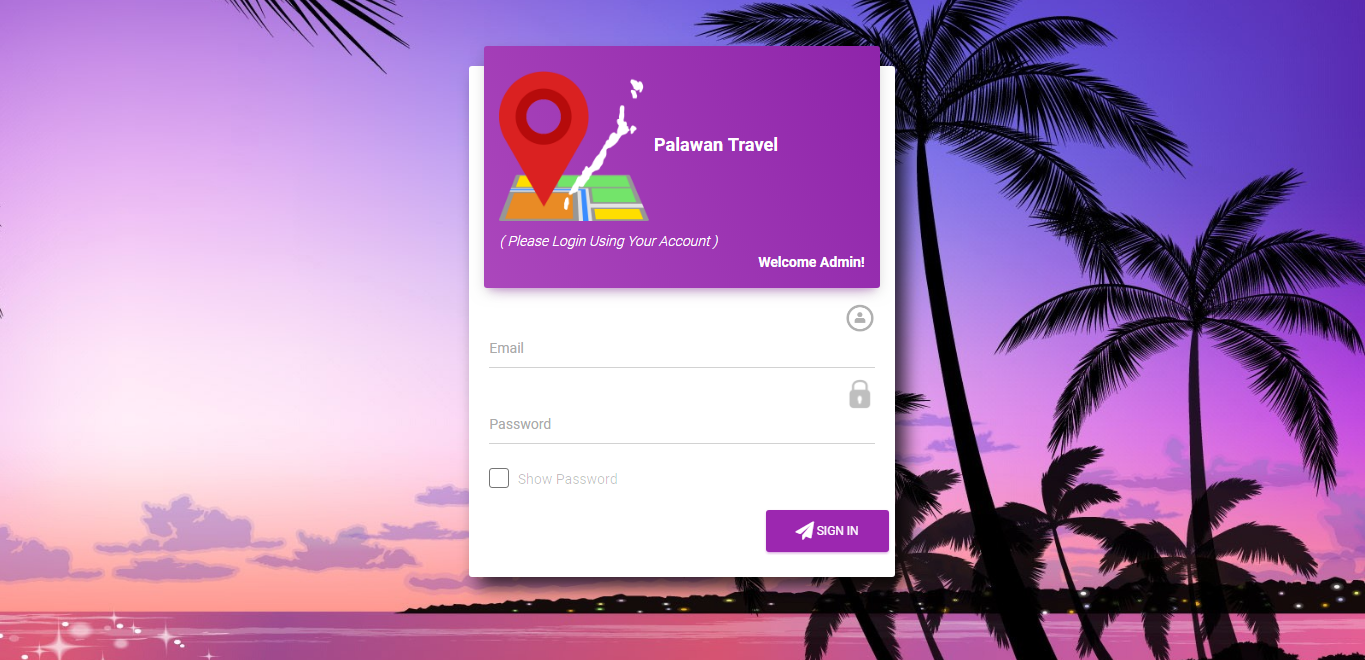 Palawan Travel
( Please Login Using Your Account )
Welcome Admin!
Email
Password
Show Password
SIGN IN